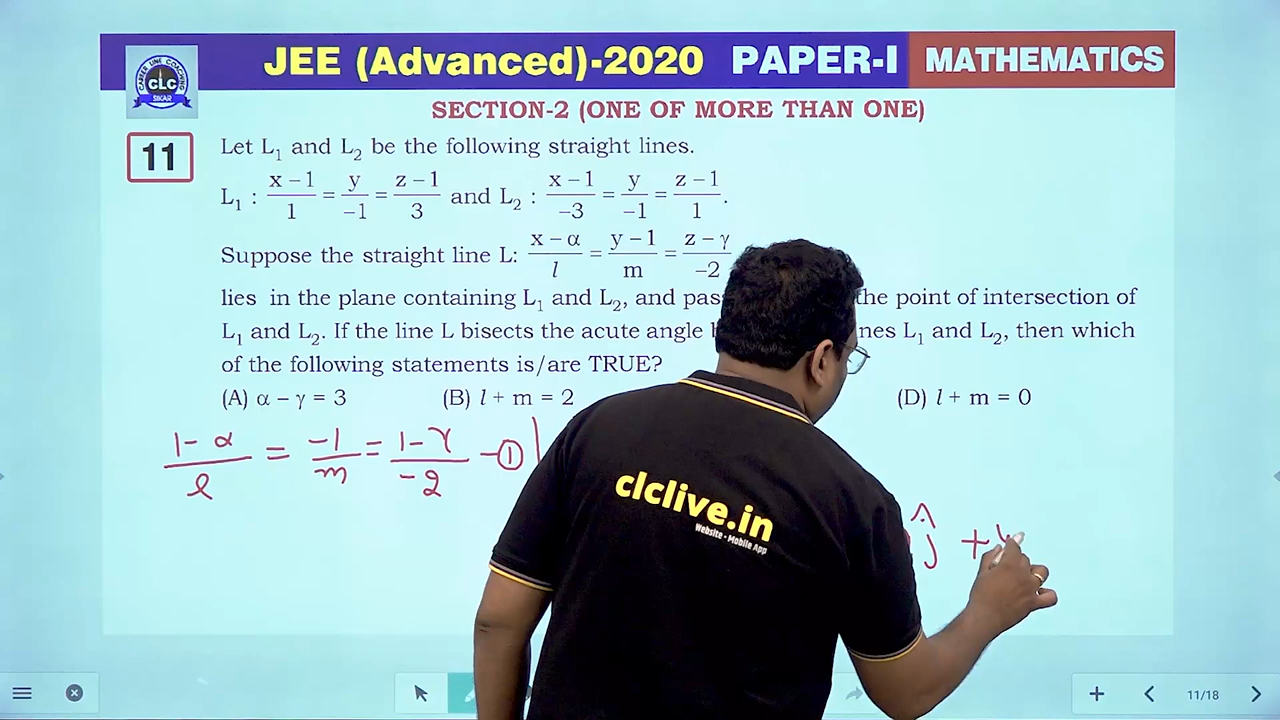 JEE (Advanced)-2020 PAPER-I MATHEMATICS
CLC
SIKAR
SECTION-2 (ONE OF MORE THAN ONE)
11
Let L₁ and L₂ be the following straight lines.
L₁ : (x – 1)/1 = y/–1 = (z – 1)/3 and L₂ : (x – 1)/–3 = y/–1 = (z – 1)/1.
Suppose the straight line L: (x – α)/l = (y – 1)/m = (z – γ)/–2
lies in the plane containing L₁ and L₂, and the point of intersection of
L₁ and L₂. If the line L bisects the acute angle L₁ and L₂, then which
of the following statements is/are TRUE?
(A) α – γ = 3 (B) l + m = 2 (D) l + m = 0
(1-α)/l = -1/m = (1-γ)/-2 -①
ĵ +
clclive.in
Website - Mobile App
11/18